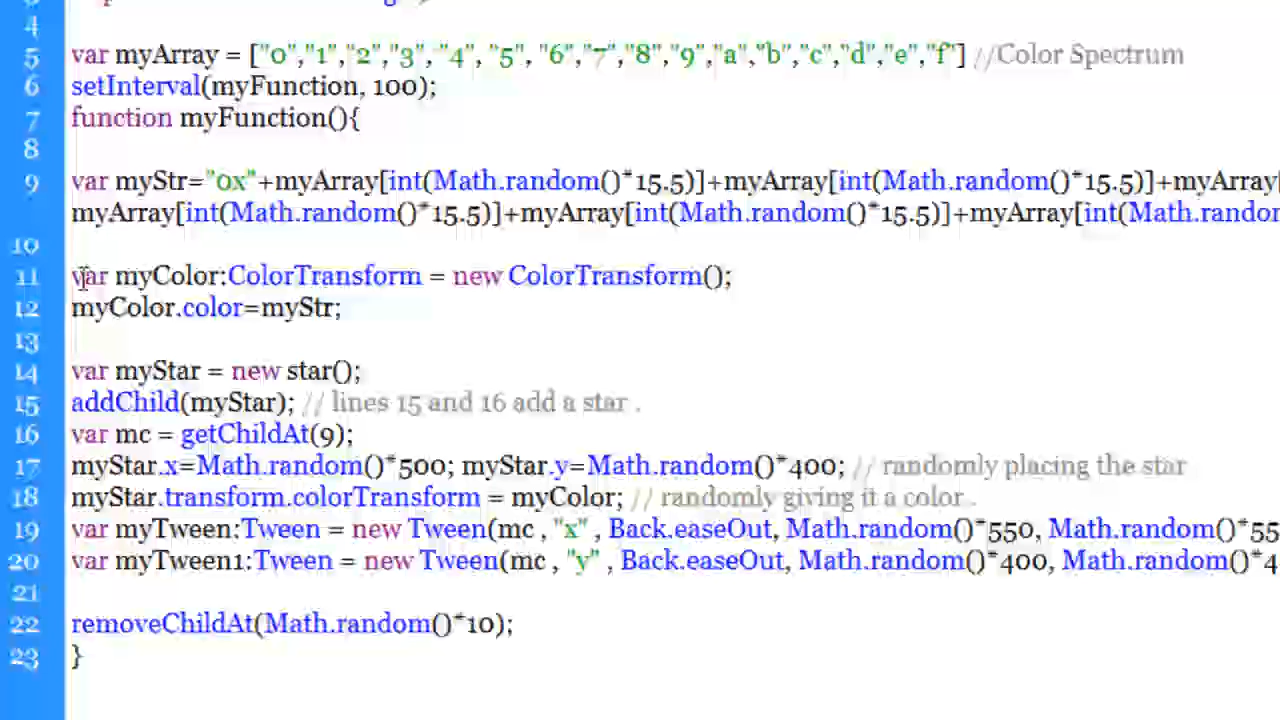 4
5 var myArray = ["0","1","2","3","4", "5", "6","7","8","9","a","b","c","d","e","f"] //Color Spectrum
6 setInterval(myFunction, 100);
7 function myFunction(){
8
9 var myStr="0x"+myArray[int(Math.random()*15.5)]+myArray[int(Math.random()*15.5)]+myArray[
myArray[int(Math.random()*15.5)]+myArray[int(Math.random()*15.5)]+myArray[int(Math.random
10
11 var myColor:ColorTransform = new ColorTransform();
12 myColor.color=myStr;
13
14 var myStar = new star();
15 addChild(myStar); // lines 15 and 16 add a star .
16 var mc = getChildAt(9);
17 myStar.x=Math.random()*500; myStar.y=Math.random()*400; // randomly placing the star
18 myStar.transform.colorTransform = myColor; // randomly giving it a color .
19 var myTween:Tween = new Tween(mc , "x" , Back.easeOut, Math.random()*550, Math.random()*55
20 var myTween1:Tween = new Tween(mc , "y" , Back.easeOut, Math.random()*400, Math.random()*4
21
22 removeChildAt(Math.random()*10);
23 }